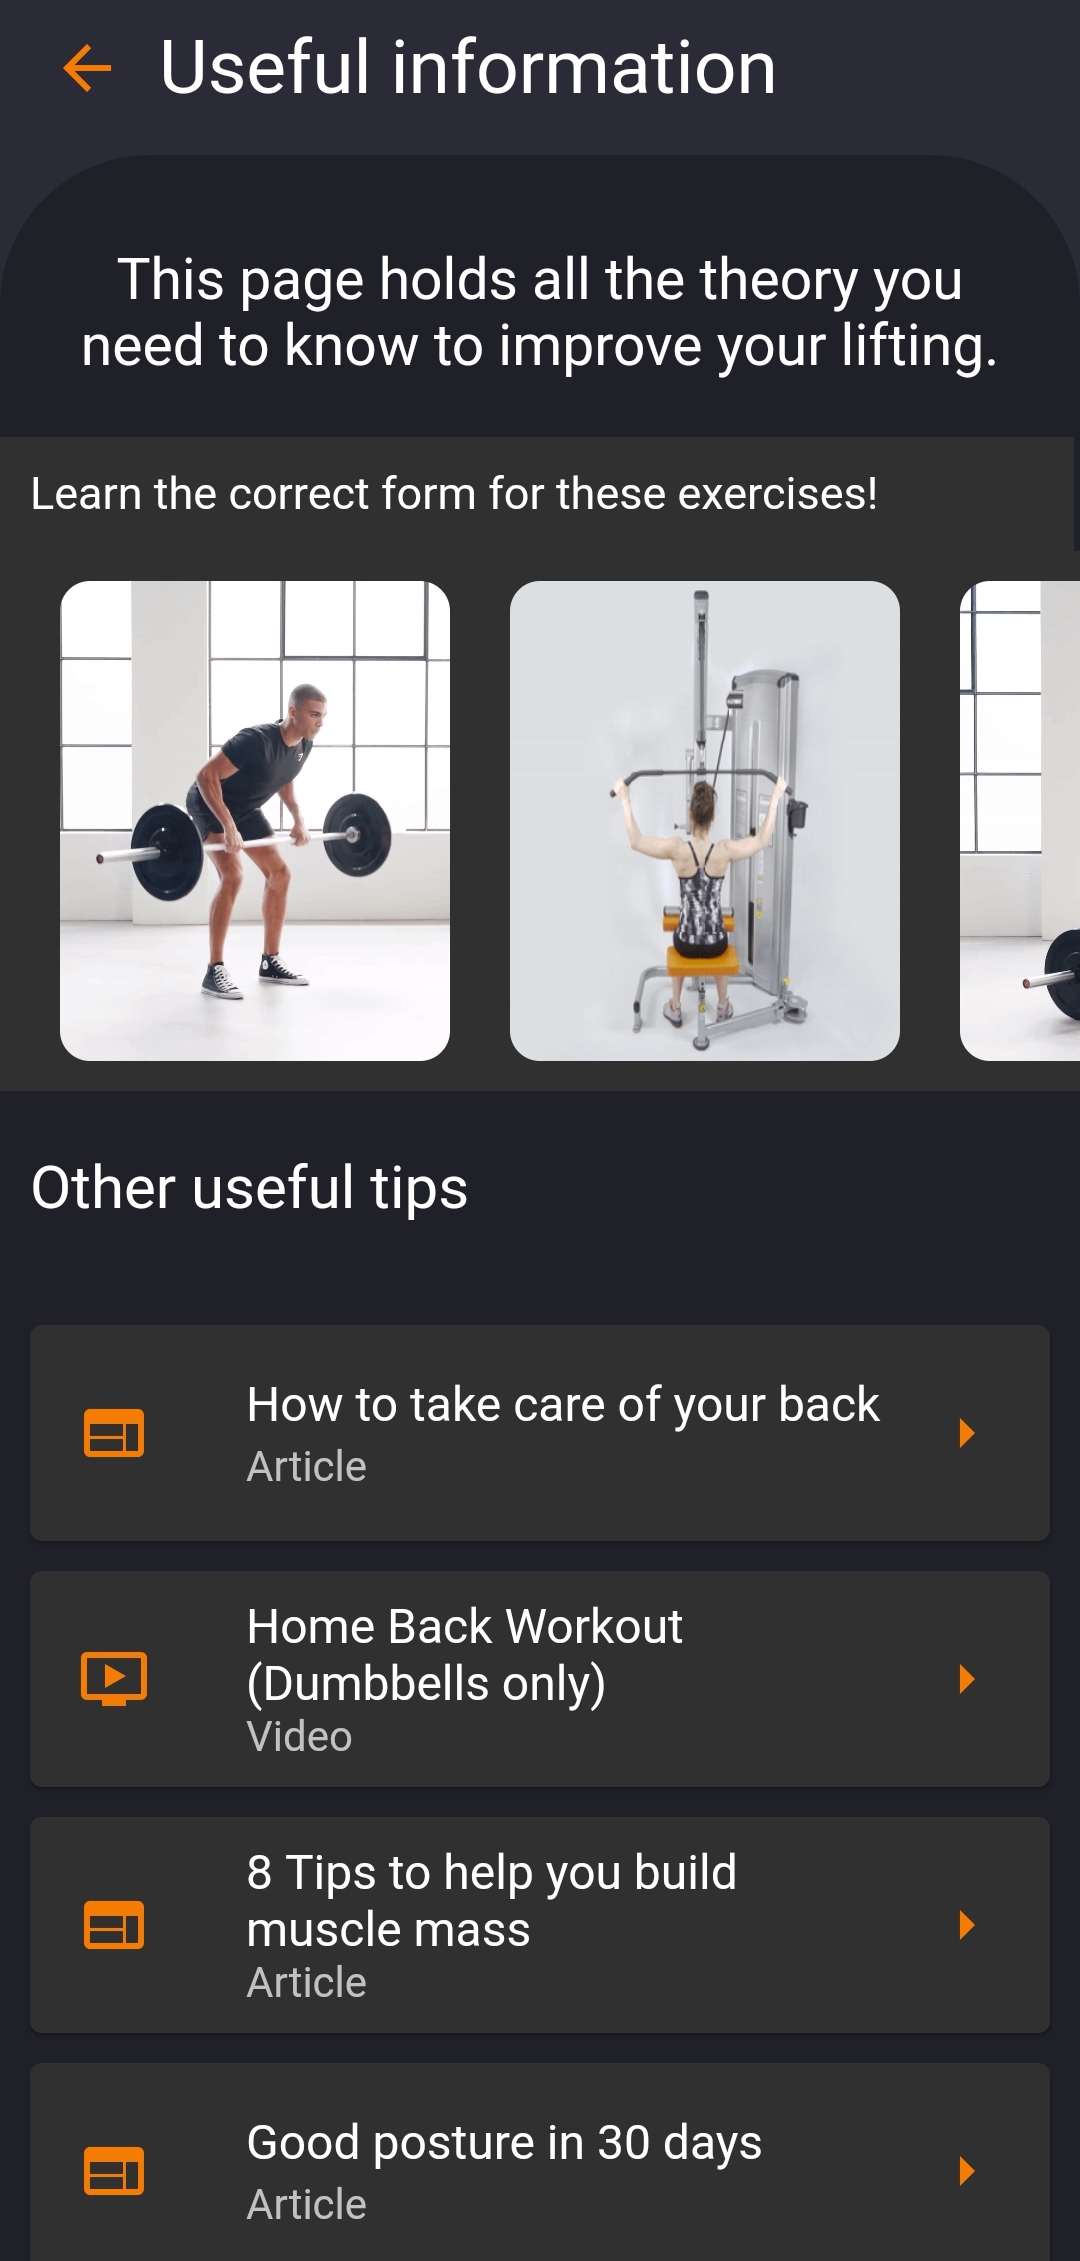 Useful information
This page holds all the theory you
need to know to improve your lifting.
Learn the correct form for these exercises!
Other useful tips
How to take care of your back
Article
Home Back Workout
(Dumbbells only)
Video
8 Tips to help you build
muscle mass
Article
Good posture in 30 days
Article